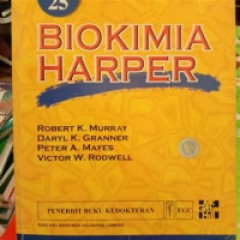 25
BIOKIMIA
HARPER
ROBERT K. MURRAY
DARYL K. GRANNER
PETER A. MAYES
VICTOR W. RODWELL
PENERBIT BUKU KEDOKTERAN
EGC